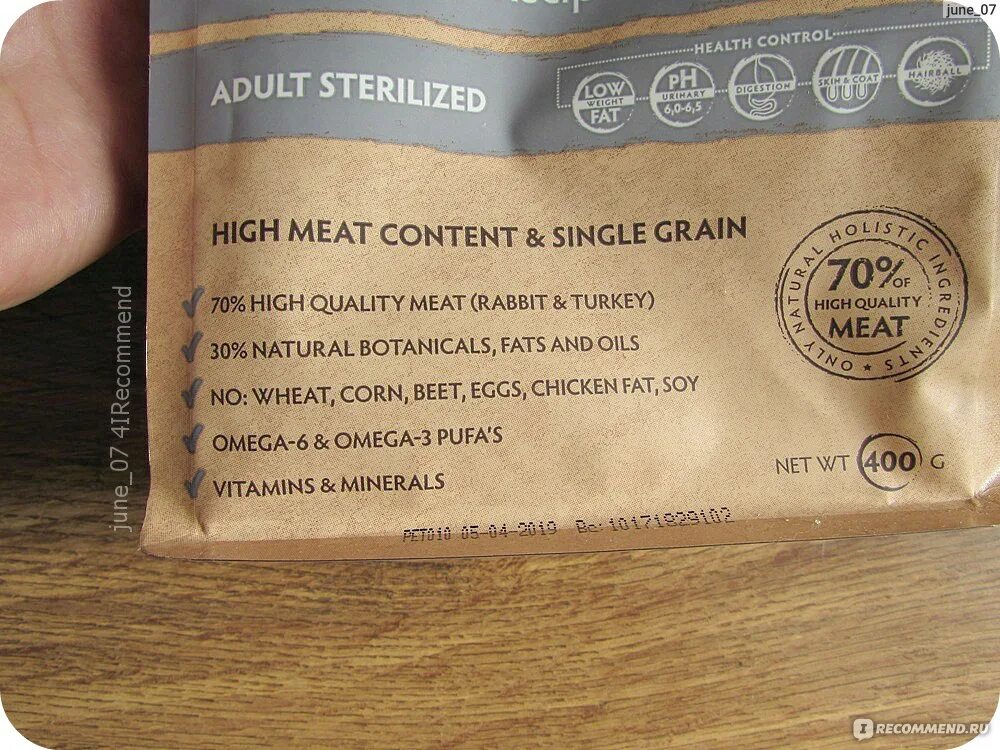 june_07
HEALTH CONTROL
ADULT STERILIZED
LOW
WEIGHT
FAT
PH
URINARY
6,0-6,5
DIGESTION
SKIN & COAT
HAIRBALL
HIGH MEAT CONTENT & SINGLE GRAIN
70% HIGH QUALITY MEAT (RABBIT & TURKEY)
30% NATURAL BOTANICALS, FATS AND OILS
NO: WHEAT, CORN, BEET, EGGS, CHICKEN FAT, SOY
OMEGA-6 & OMEGA-3 PUFA'S
VITAMINS & MINERALS
ONLY NATURAL HOLISTIC INGREDIENTS
70% OF
HIGH QUALITY
MEAT
NET WT 400 G
PET010 05-04-2019 Bc:10171829102
june_07 4IRecommend
IRECOMMEND.RU